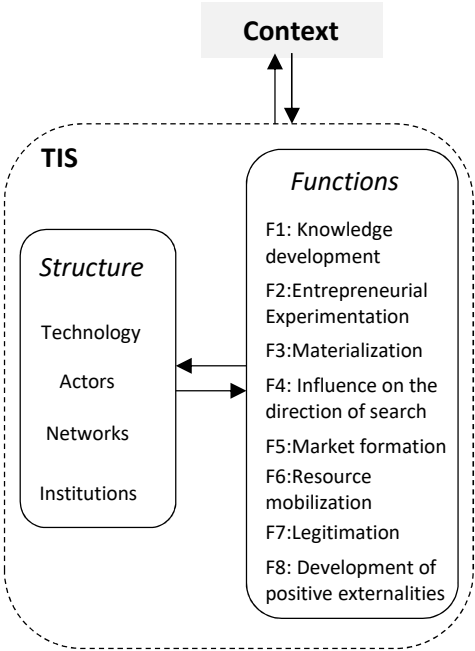 Context
TIS
Structure
Technology
Actors
Networks
Institutions
Functions
F1: Knowledge
development
F2:Entrepreneurial
Experimentation
F3:Materialization
F4: Influence on the
direction of search
F5:Market formation
F6:Resource
mobilization
F7:Legitimation
F8: Development of
positive externalities